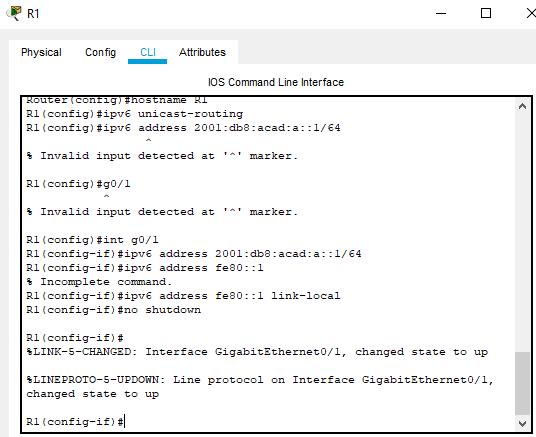 R1
Physical Config CLI Attributes
IOS Command Line Interface
Router(config)#hostname R1
R1(config)#ipv6 unicast-routing
R1(config)#ipv6 address 2001:db8:acad:a::1/64
^
% Invalid input detected at '^' marker.
R1(config)#g0/1
^
% Invalid input detected at '^' marker.
R1(config)#int g0/1
R1(config-if)#ipv6 address 2001:db8:acad:a::1/64
R1(config-if)#ipv6 address fe80::1
% Incomplete command.
R1(config-if)#ipv6 address fe80::1 link-local
R1(config-if)#no shutdown
R1(config-if)#
%LINK-5-CHANGED: Interface GigabitEthernet0/1, changed state to up
%LINEPROTO-5-UPDOWN: Line protocol on Interface GigabitEthernet0/1,
changed state to up
R1(config-if)#